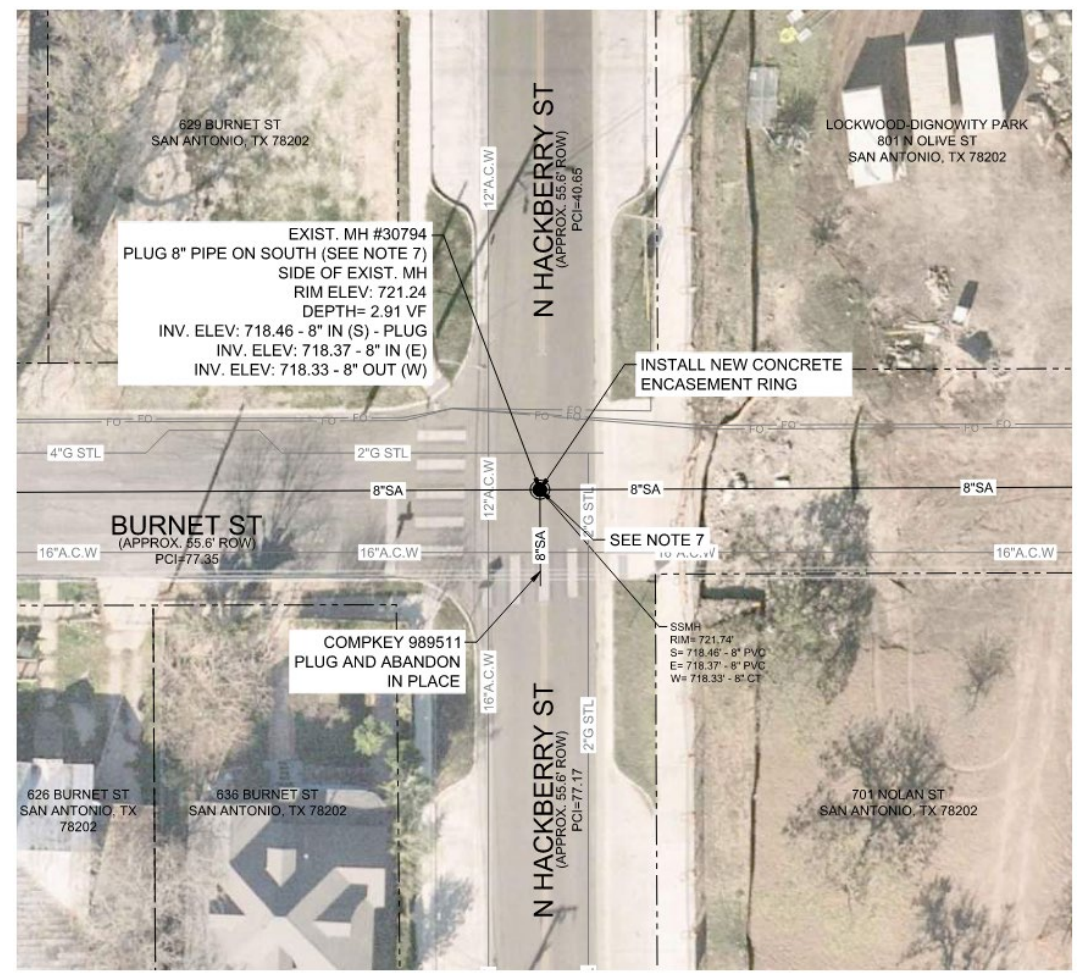 629 BURNET ST
SAN ANTONIO, TX 78202
LOCKWOOD-DIGNOWITY PARK
801 N OLIVE ST
SAN ANTONIO, TX 78202
12"A.C.W
N HACKBERRY ST
(APPROX. 55.6' ROW)
PCI=40.65
EXIST. MH #30794
PLUG 8" PIPE ON SOUTH (SEE NOTE 7)
SIDE OF EXIST. MH
RIM ELEV: 721.24
DEPTH= 2.91 VF
INV. ELEV: 718.46 - 8" IN (S) - PLUG
INV. ELEV: 718.37 - 8" IN (E)
INV. ELEV: 718.33 - 8" OUT (W)
INSTALL NEW CONCRETE
ENCASEMENT RING
FO FO FO FO FO FO FO
4"G STL
2"G STL
8"SA
12"A.C.W
8"SA
8"SA
2"G STL
BURNET ST
(APPROX. 55.6' ROW)
PCI=77.35
SEE NOTE 7
16"A.C.W
16"A.C.W
8"SA
16"A.C.W
16"A.C.W
COMPKEY 989511
PLUG AND ABANDON
IN PLACE
SSMH
RIM= 721.74'
S= 718.46' - 8" PVC
E= 718.37' - 8" PVC
W= 718.33' - 8" CT
16"A.C.W
2"G STL
N HACKBERRY ST
(APPROX. 55.6' ROW)
PCI=77.17
626 BURNET ST
SAN ANTONIO, TX
78202
636 BURNET ST
SAN ANTONIO, TX 78202
701 NOLAN ST
SAN ANTONIO, TX 78202